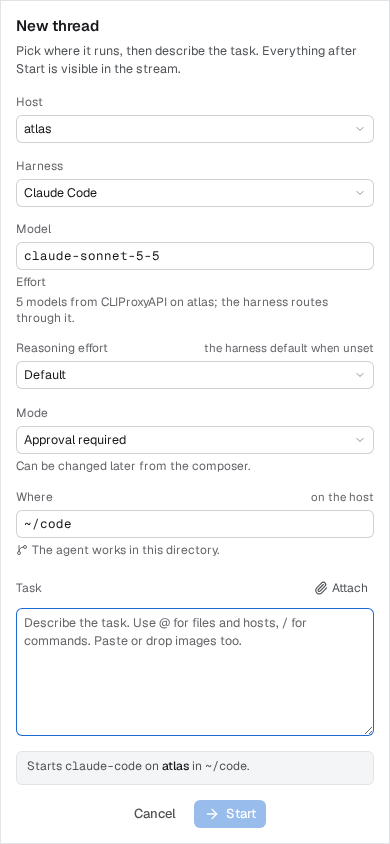 New thread
Pick where it runs, then describe the task. Everything after
Start is visible in the stream.
Host
atlas
Harness
Claude Code
Model
claude-sonnet-5-5
Effort
5 models from CLIProxyAPI on atlas; the harness routes
through it.
Reasoning effort the harness default when unset
Default
Mode
Approval required
Can be changed later from the composer.
Where on the host
~/code
The agent works in this directory.
Task Attach
Describe the task. Use @ for files and hosts, / for
commands. Paste or drop images too.
Starts claude-code on atlas in ~/code.
Cancel Start